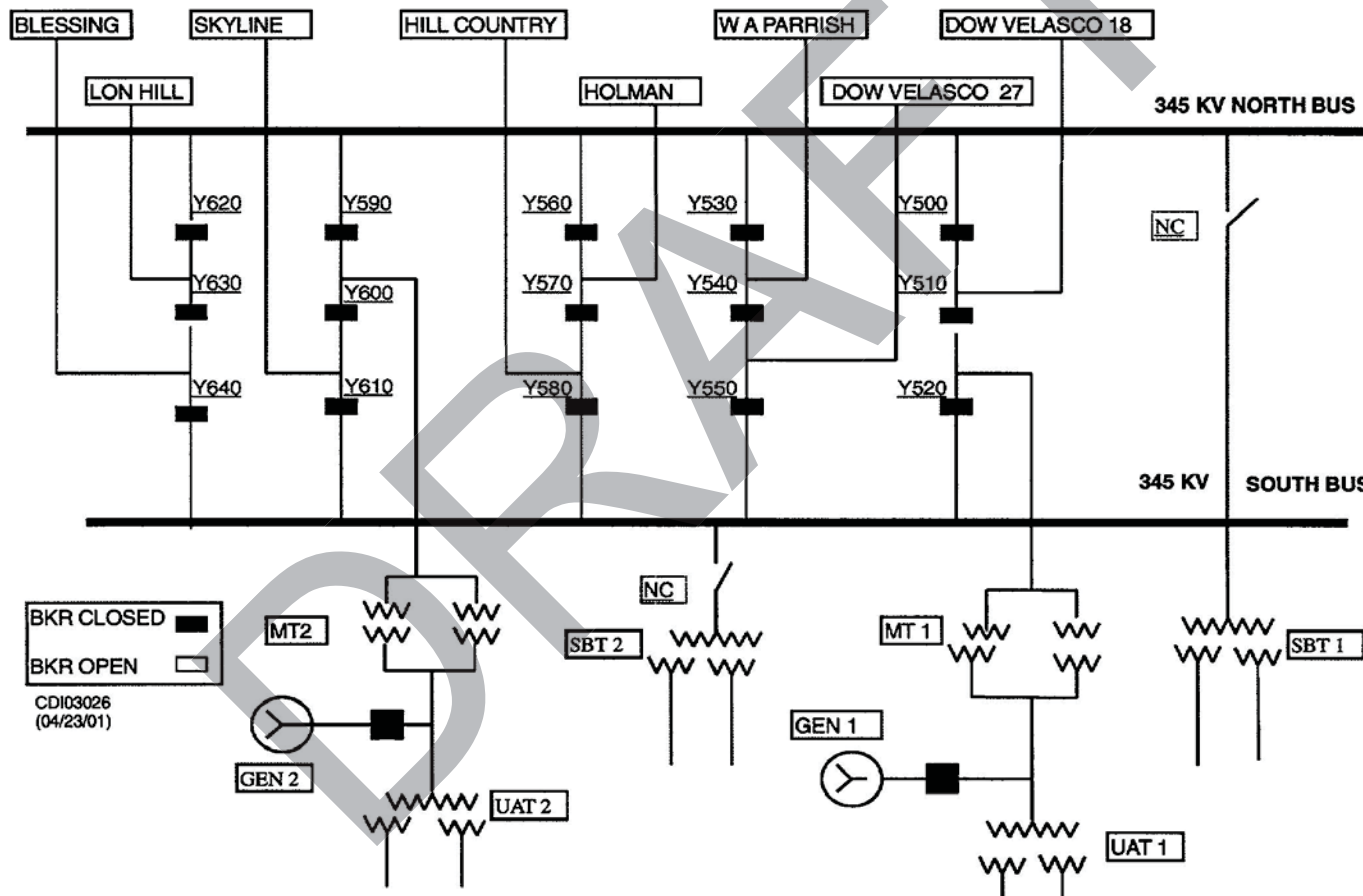 BLESSING
SKYLINE
HILL COUNTRY
W A PARRISH
DOW VELASCO 18
LON HILL
HOLMAN
DOW VELASCO 27
345 KV NORTH BUS
Y620
Y590
Y560
Y530
Y500
NC
Y630
Y600
Y570
Y540
Y510
Y640
Y610
Y580
Y550
Y520
345 KV SOUTH BUS
BKR CLOSED
BKR OPEN
CDI03026
(04/23/01)
MT2
NC
SBT 2
MT 1
SBT 1
GEN 2
UAT 2
GEN 1
UAT 1
DRAFT